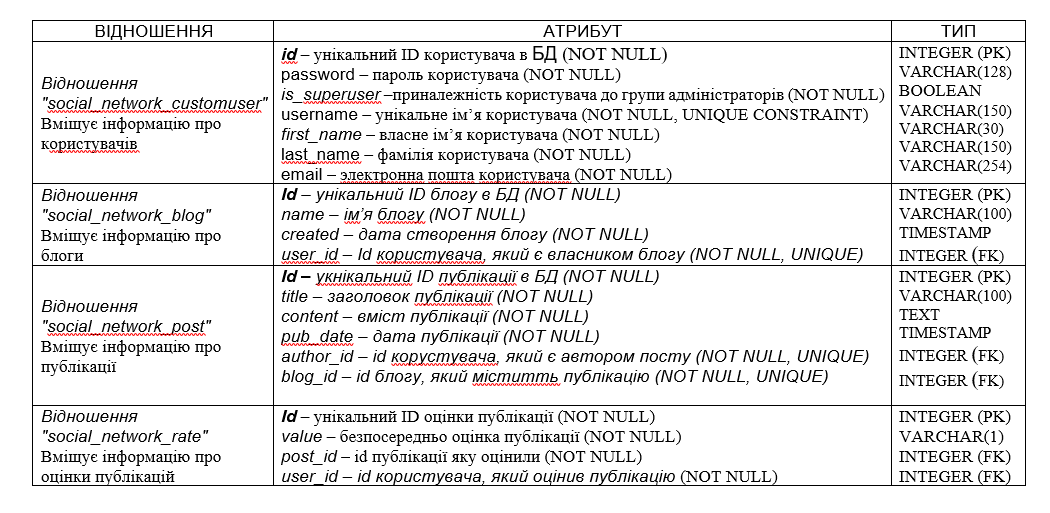 ВІДНОШЕННЯ АТРИБУТ ТИП
Відношення
"social_network_customuser"
Вміщує інформацію про
користувачів
id – унікальний ID користувача в БД (NOT NULL)
password – пароль користувача (NOT NULL)
is_superuser –приналежність користувача до групи адміністраторів (NOT NULL)
username – унікальне ім’я користувача (NOT NULL, UNIQUE CONSTRAINT)
first_name – власне ім’я користувача (NOT NULL)
last_name – фамілія користувача (NOT NULL)
email – электронна пошта користувача (NOT NULL)
INTEGER (PK)
VARCHAR(128)
BOOLEAN
VARCHAR(150)
VARCHAR(30)
VARCHAR(150)
VARCHAR(254)
Відношення
"social_network_blog"
Вміщує інформацію про
блоги
Id – унікальний ID блогу в БД (NOT NULL)
name – ім’я блогу (NOT NULL)
created – дата створення блогу (NOT NULL)
user_id – Id користувача, який є власником блогу (NOT NULL, UNIQUE)
INTEGER (PK)
VARCHAR(100)
TIMESTAMP
INTEGER (FK)
Відношення
"social_network_post"
Вміщує інформацію про
публікації
Id – укнікальний ID публікації в БД (NOT NULL)
title – заголовок публікації (NOT NULL)
content – вміст публікації (NOT NULL)
pub_date – дата публікації (NOT NULL)
author_id – id корустувача, який є автором посту (NOT NULL, UNIQUE)
blog_id – id блогу, який міститть публікацію (NOT NULL, UNIQUE)
INTEGER (PK)
VARCHAR(100)
TEXT
TIMESTAMP
INTEGER (FK)
INTEGER (FK)
Відношення
"social_network_rate"
Вміщує інформацію про
оцінки публікацій
Id – унікальний ID оцінки публікації (NOT NULL)
value – безпосередньо оцінка публікації (NOT NULL)
post_id – id публікації яку оцінили (NOT NULL)
user_id – id користувача, який оцінив публікацію (NOT NULL)
INTEGER (PK)
VARCHAR(1)
INTEGER (FK)
INTEGER (FK)